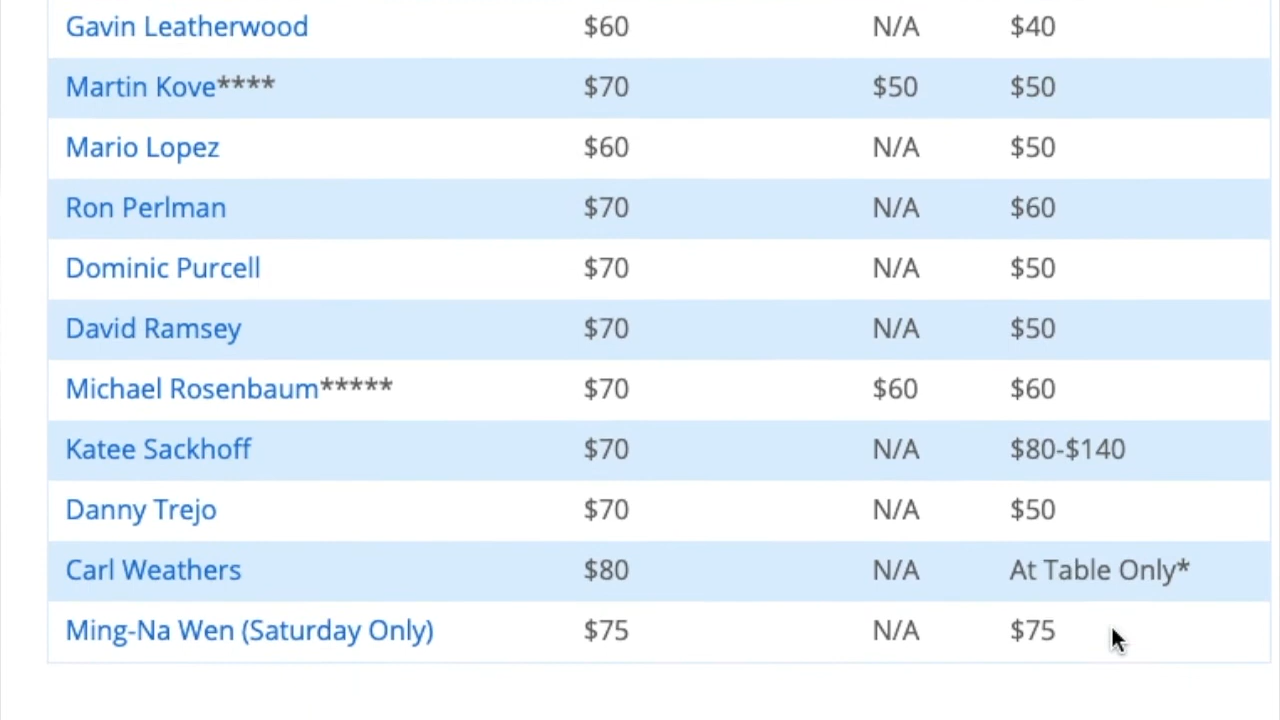 Gavin Leatherwood $60 N/A $40
Martin Kove**** $70 $50 $50
Mario Lopez $60 N/A $50
Ron Perlman $70 N/A $60
Dominic Purcell $70 N/A $50
David Ramsey $70 N/A $50
Michael Rosenbaum***** $70 $60 $60
Katee Sackhoff $70 N/A $80-$140
Danny Trejo $70 N/A $50
Carl Weathers $80 N/A At Table Only*
Ming-Na Wen (Saturday Only) $75 N/A $75